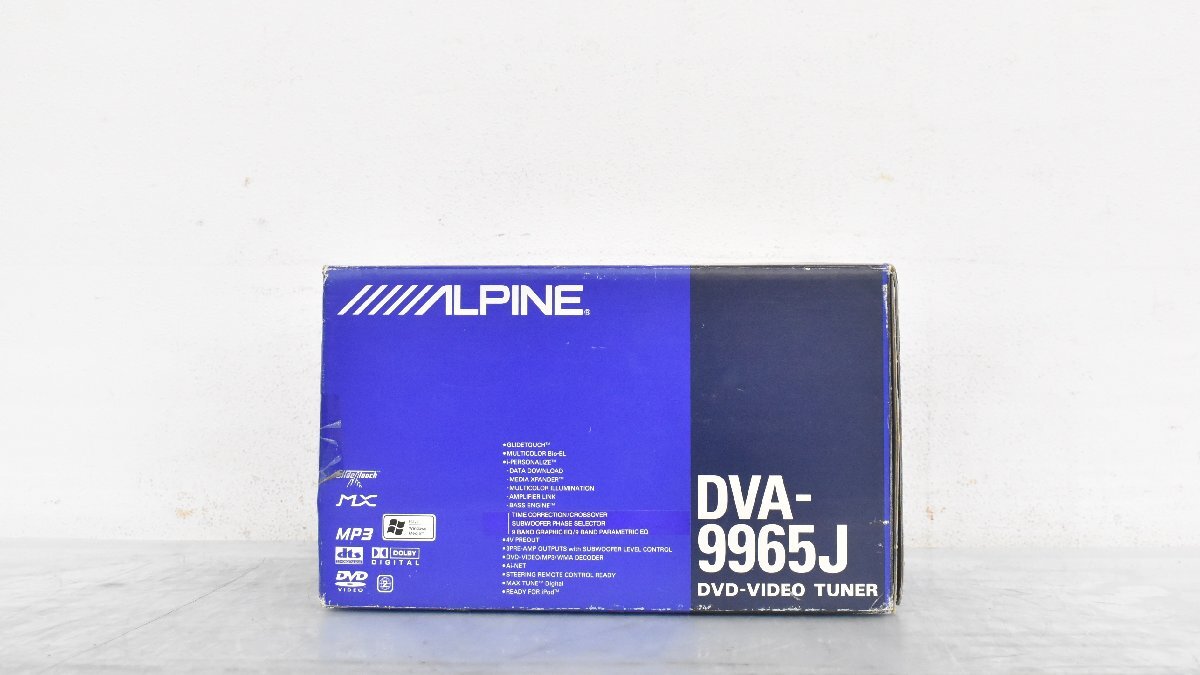 ALPINE®
•GLIDETOUCH™
•MULTICOLOR Bio-EL
•i-PERSONALIZE™
-DATA DOWNLOAD
-MEDIA XPANDER™
-MULTICOLOR ILLUMINATION
-AMPLIFIER LINK
-BASS ENGINE™
TIME CORRECTION/CROSSOVER
SUBWOOFER PHASE SELECTOR
9 BAND GRAPHIC EQ/9 BAND PARAMETRIC EQ
•4V PREOUT
•3PRE-AMP OUTPUTS with SUBWOOFER LEVEL CONTROL
•DVD-VIDEO/MP3/WMA DECODER
•Ai-NET
•STEERING REMOTE CONTROL READY
•MAX TUNE™ Digital
•READY FOR iPod™
GlideTouch
MX
MP3
dts
DOLBY
DIGITAL
DVD
VIDEO
DVA-
9965J
DVD-VIDEO TUNER